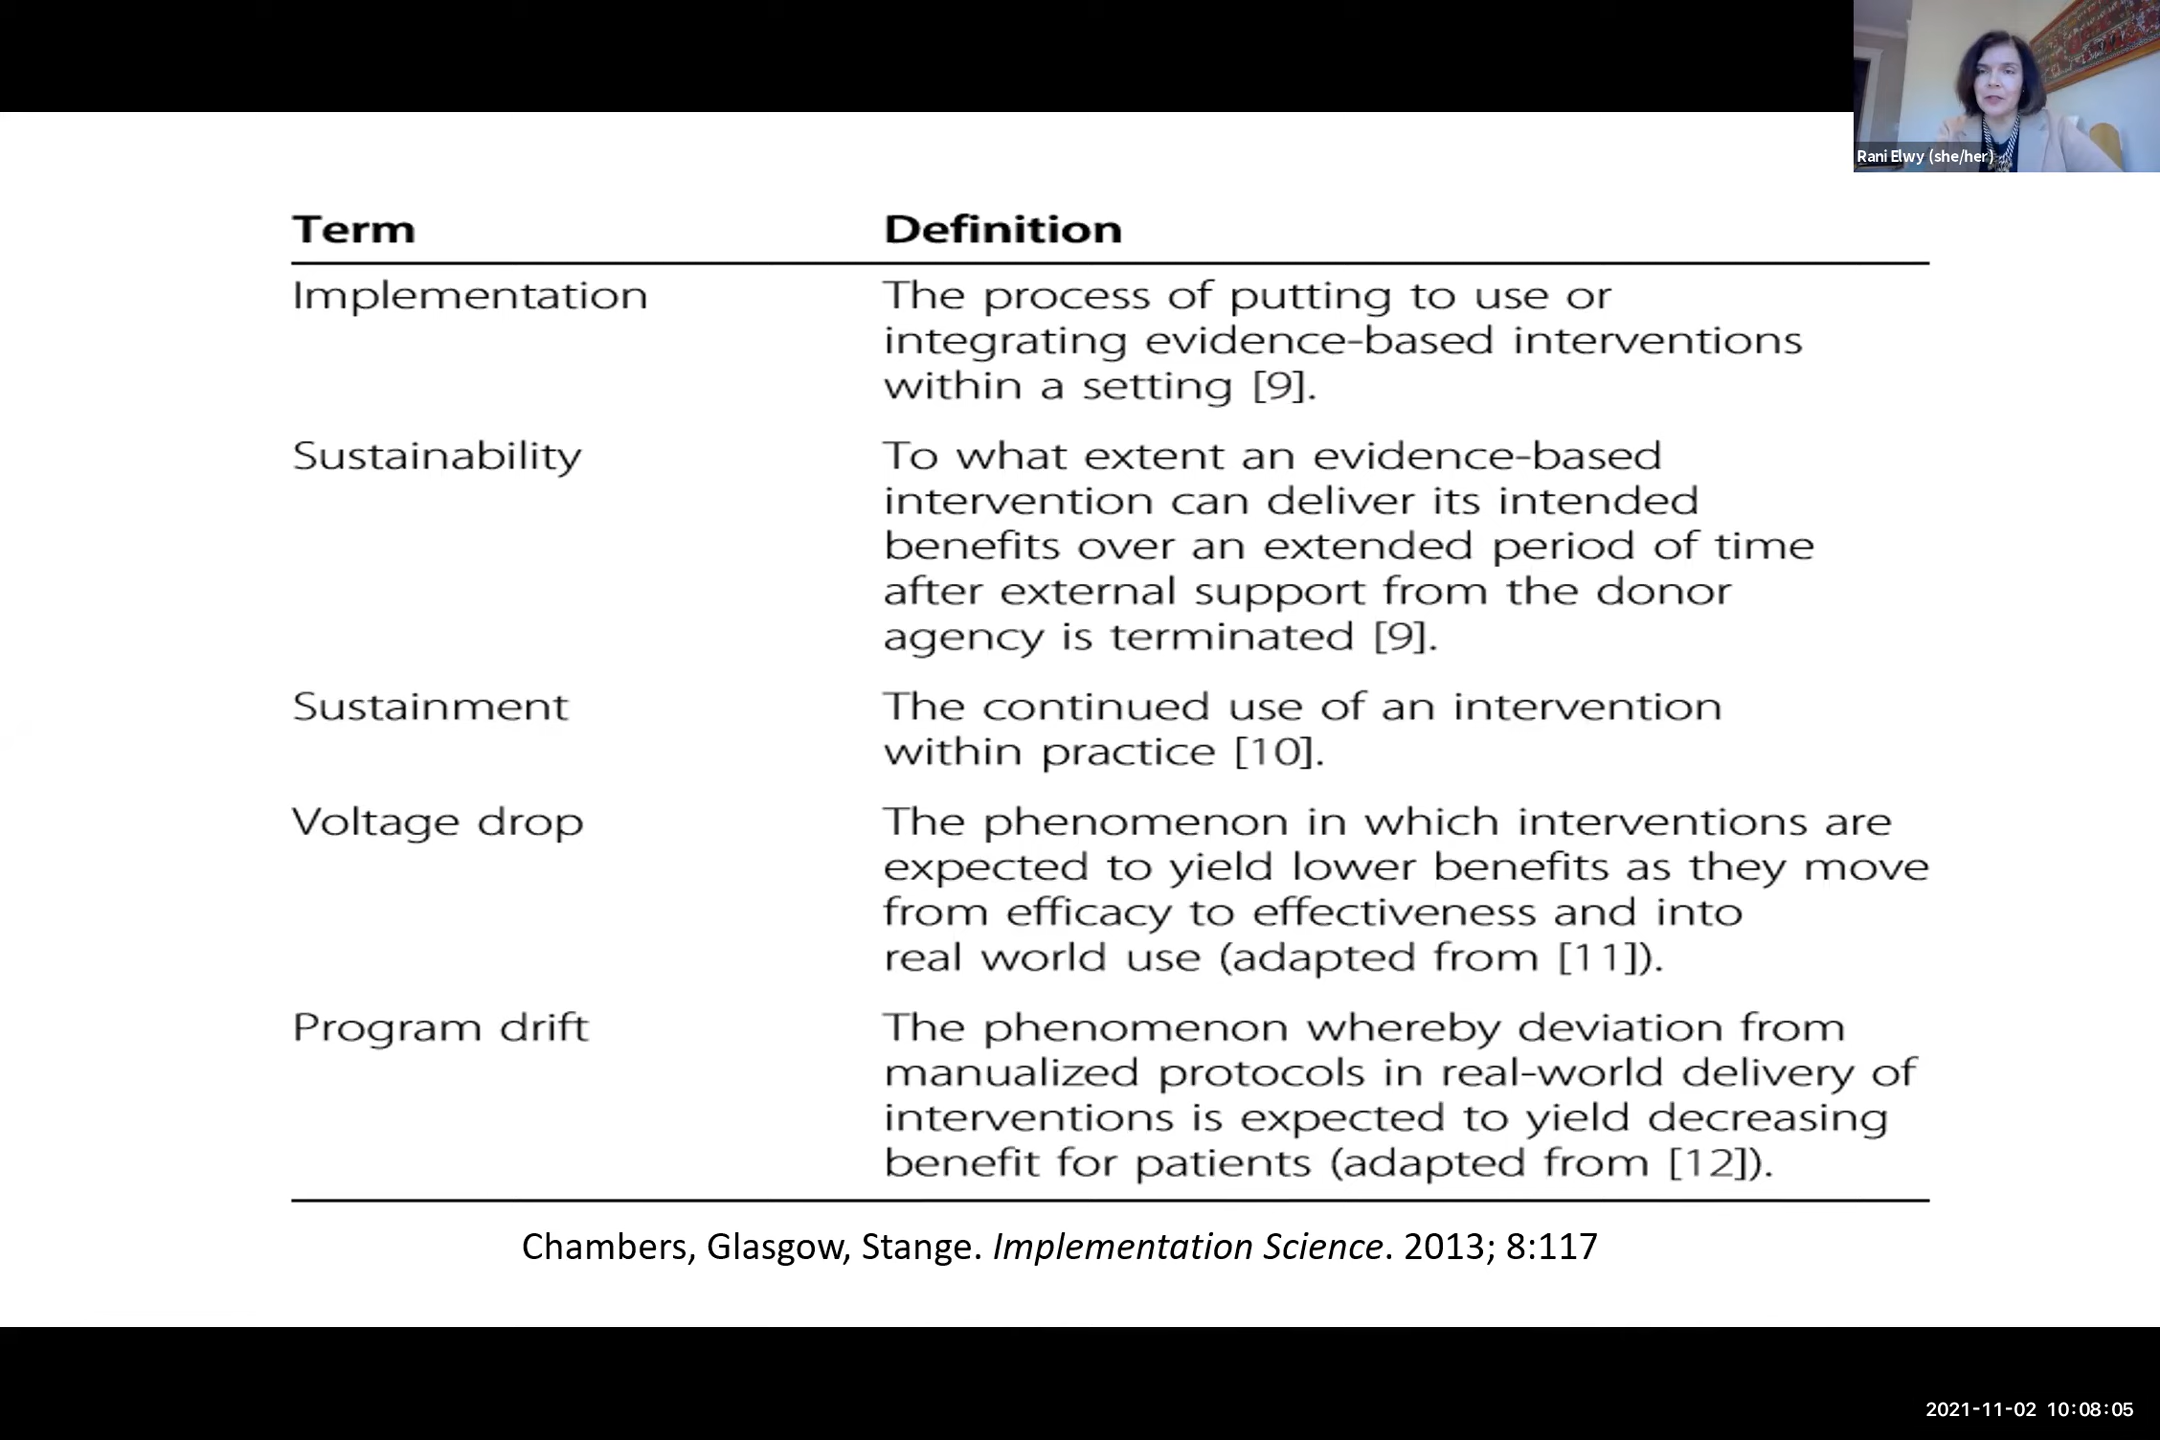 Rani Elwy (she/her)
Term Definition
Implementation The process of putting to use or
integrating evidence-based interventions
within a setting [9].
Sustainability To what extent an evidence-based
intervention can deliver its intended
benefits over an extended period of time
after external support from the donor
agency is terminated [9].
Sustainment The continued use of an intervention
within practice [10].
Voltage drop The phenomenon in which interventions are
expected to yield lower benefits as they move
from efficacy to effectiveness and into
real world use (adapted from [11]).
Program drift The phenomenon whereby deviation from
manualized protocols in real-world delivery of
interventions is expected to yield decreasing
benefit for patients (adapted from [12]).
Chambers, Glasgow, Stange. Implementation Science. 2013; 8:117
2021-11-02 10:08:05